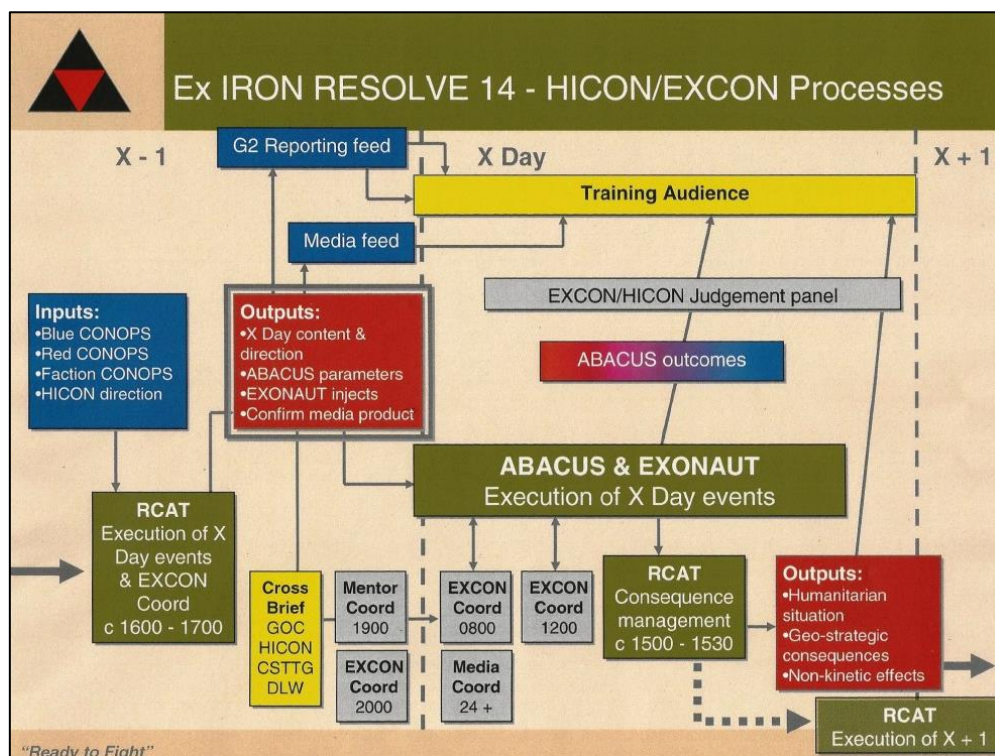 Ex IRON RESOLVE 14 - HICON/EXCON Processes
X - 1
G2 Reporting feed
X Day
X + 1
Training Audience
Media feed
EXCON/HICON Judgement panel
Inputs:
•Blue CONOPS
•Red CONOPS
•Faction CONOPS
•HICON direction
Outputs:
•X Day content &
direction
•ABACUS parameters
•EXONAUT injects
•Confirm media product
ABACUS outcomes
ABACUS & EXONAUT
Execution of X Day events
RCAT
Execution of X
Day events
& EXCON
Coord
c 1600 - 1700
Cross
Brief
GOC
HICON
CSTTG
DLW
Mentor
Coord
1900
EXCON
Coord
2000
EXCON
Coord
0800
Media
Coord
24 +
EXCON
Coord
1200
RCAT
Consequence
management
c 1500 - 1530
Outputs:
•Humanitarian
situation
•Geo-strategic
consequences
•Non-kinetic effects
RCAT
Execution of X + 1
"Ready to Fight"